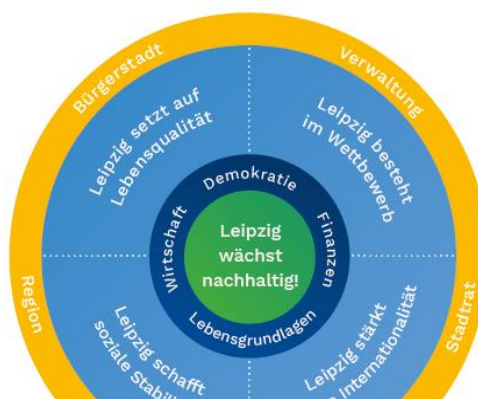 Bürgerstadt
Verwaltung
Leipzig setzt auf
Lebensqualität
Leipzig besteht
im Wettbewerb
Demokratie
Wirtschaft
Finanzen
Leipzig
wächst
nachhaltig!
Lebensgrundlagen
Region
Stadtrat
Leipzig schafft
soziale
Leipzig stärkt
Internationalität